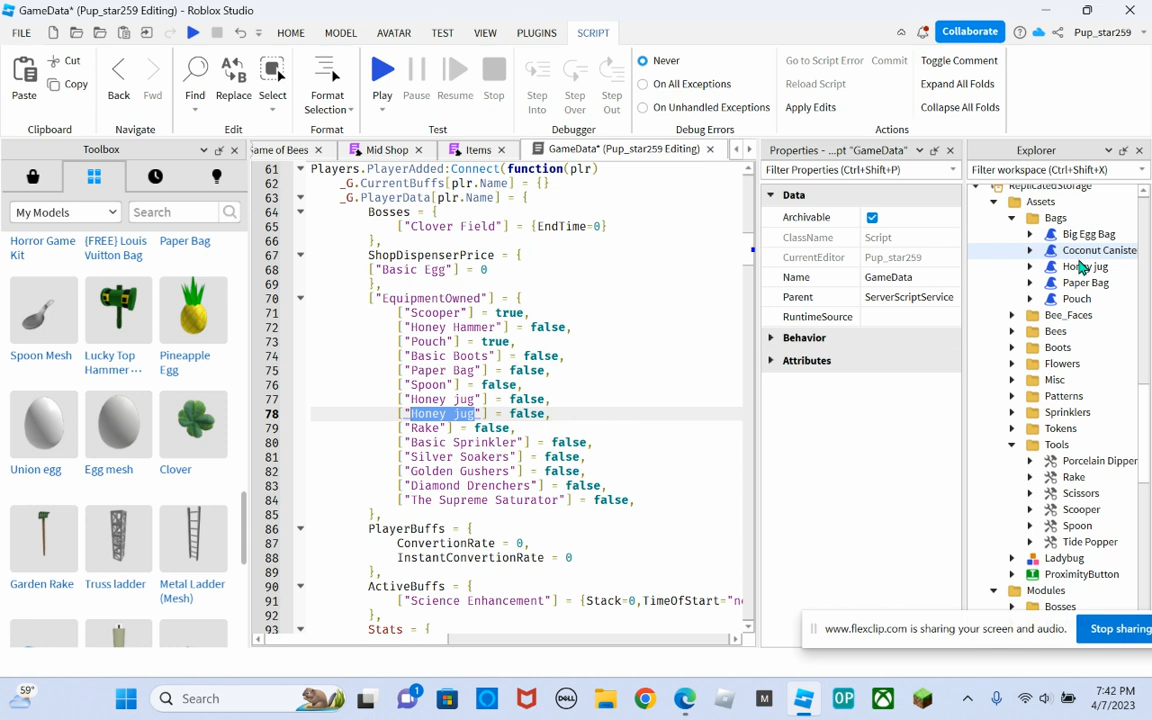 GameData* (Pup_star259 Editing) - Roblox Studio
FILE HOME MODEL AVATAR TEST VIEW PLUGINS SCRIPT Collaborate Pup_star259
Paste Cut Copy Back Fwd Find Replace Select Format Selection Play Pause Resume Stop Step Into Step Over Step Out
Never
On All Exceptions
On Unhandled Exceptions
Go to Script Error Commit Toggle Comment
Reload Script Expand All Folds
Apply Edits Collapse All Folds
Clipboard Navigate Edit Format Test Debugger Debug Errors Actions
Toolbox
My Models Search
Horror Game Kit
{FREE} Louis Vuitton Bag
Paper Bag
Spoon Mesh
Lucky Top Hammer...
Pineapple Egg
Union egg
Egg mesh
Clover
Garden Rake
Truss ladder
Metal Ladder (Mesh)
ame of Bees Mid Shop Items GameData* (Pup_star259 Editing)
61 Players.PlayerAdded:Connect(function(plr)
62 _G.CurrentBuffs[plr.Name] = {}
63 _G.PlayerData[plr.Name] = {
64 Bosses = {
65 ["Clover Field"] = {EndTime=0}
66 },
67 ShopDispenserPrice = {
68 ["Basic Egg"] = 0
69 },
70 ["EquipmentOwned"] = {
71 ["Scooper"] = true,
72 ["Honey Hammer"] = false,
73 ["Pouch"] = true,
74 ["Basic Boots"] = false,
75 ["Paper Bag"] = false,
76 ["Spoon"] = false,
77 ["Honey jug"] = false,
78 ["Honey jug"] = false,
79 ["Rake"] = false,
80 ["Basic Sprinkler"] = false,
81 ["Silver Soakers"] = false,
82 ["Golden Gushers"] = false,
83 ["Diamond Drenchers"] = false,
84 ["The Supreme Saturator"] = false,
85 },
86 PlayerBuffs = {
87 ConvertionRate = 0,
88 InstantConvertionRate = 0
89 },
90 ActiveBuffs = {
91 ["Science Enhancement"] = {Stack=0,TimeOfStart="n
92 },
93 Stats = {
Properties - ...pt "GameData"
Filter Properties (Ctrl+Shift+P)
Data
Archivable
ClassName Script
CurrentEditor Pup_star259
Name GameData
Parent ServerScriptService
RuntimeSource
Behavior
Attributes
Explorer
Filter workspace (Ctrl+Shift+X)
ReplicatedStorage
Assets
Bags
Big Egg Bag
Coconut Caniste
Honey jug
Paper Bag
Pouch
Bee_Faces
Bees
Boots
Flowers
Misc
Patterns
Sprinklers
Tokens
Tools
Porcelain Dipper
Rake
Scissors
Scooper
Spoon
Tide Popper
Ladybug
ProximityButton
Modules
Bosses
www.flexclip.com is sharing your screen and audio. Stop sharing
59°
Search
DELL
M
OP
1
7:42 PM
4/7/2023